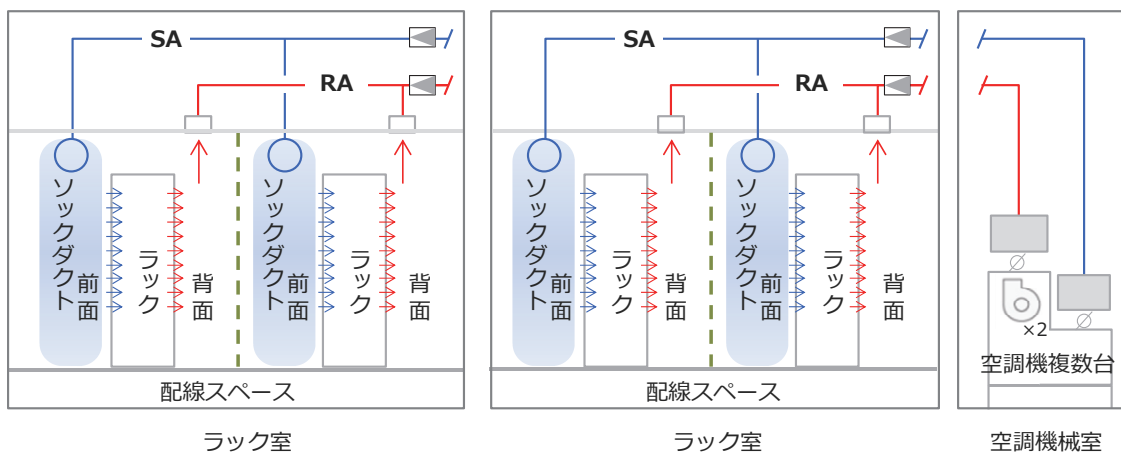 SA
RA
ソックダクト
前面
ラック
背面
ソックダクト
前面
ラック
背面
配線スペース
ラック室
SA
RA
ソックダクト
前面
ラック
背面
ソックダクト
前面
ラック
背面
配線スペース
ラック室
×2
空調機複数台
空調機械室